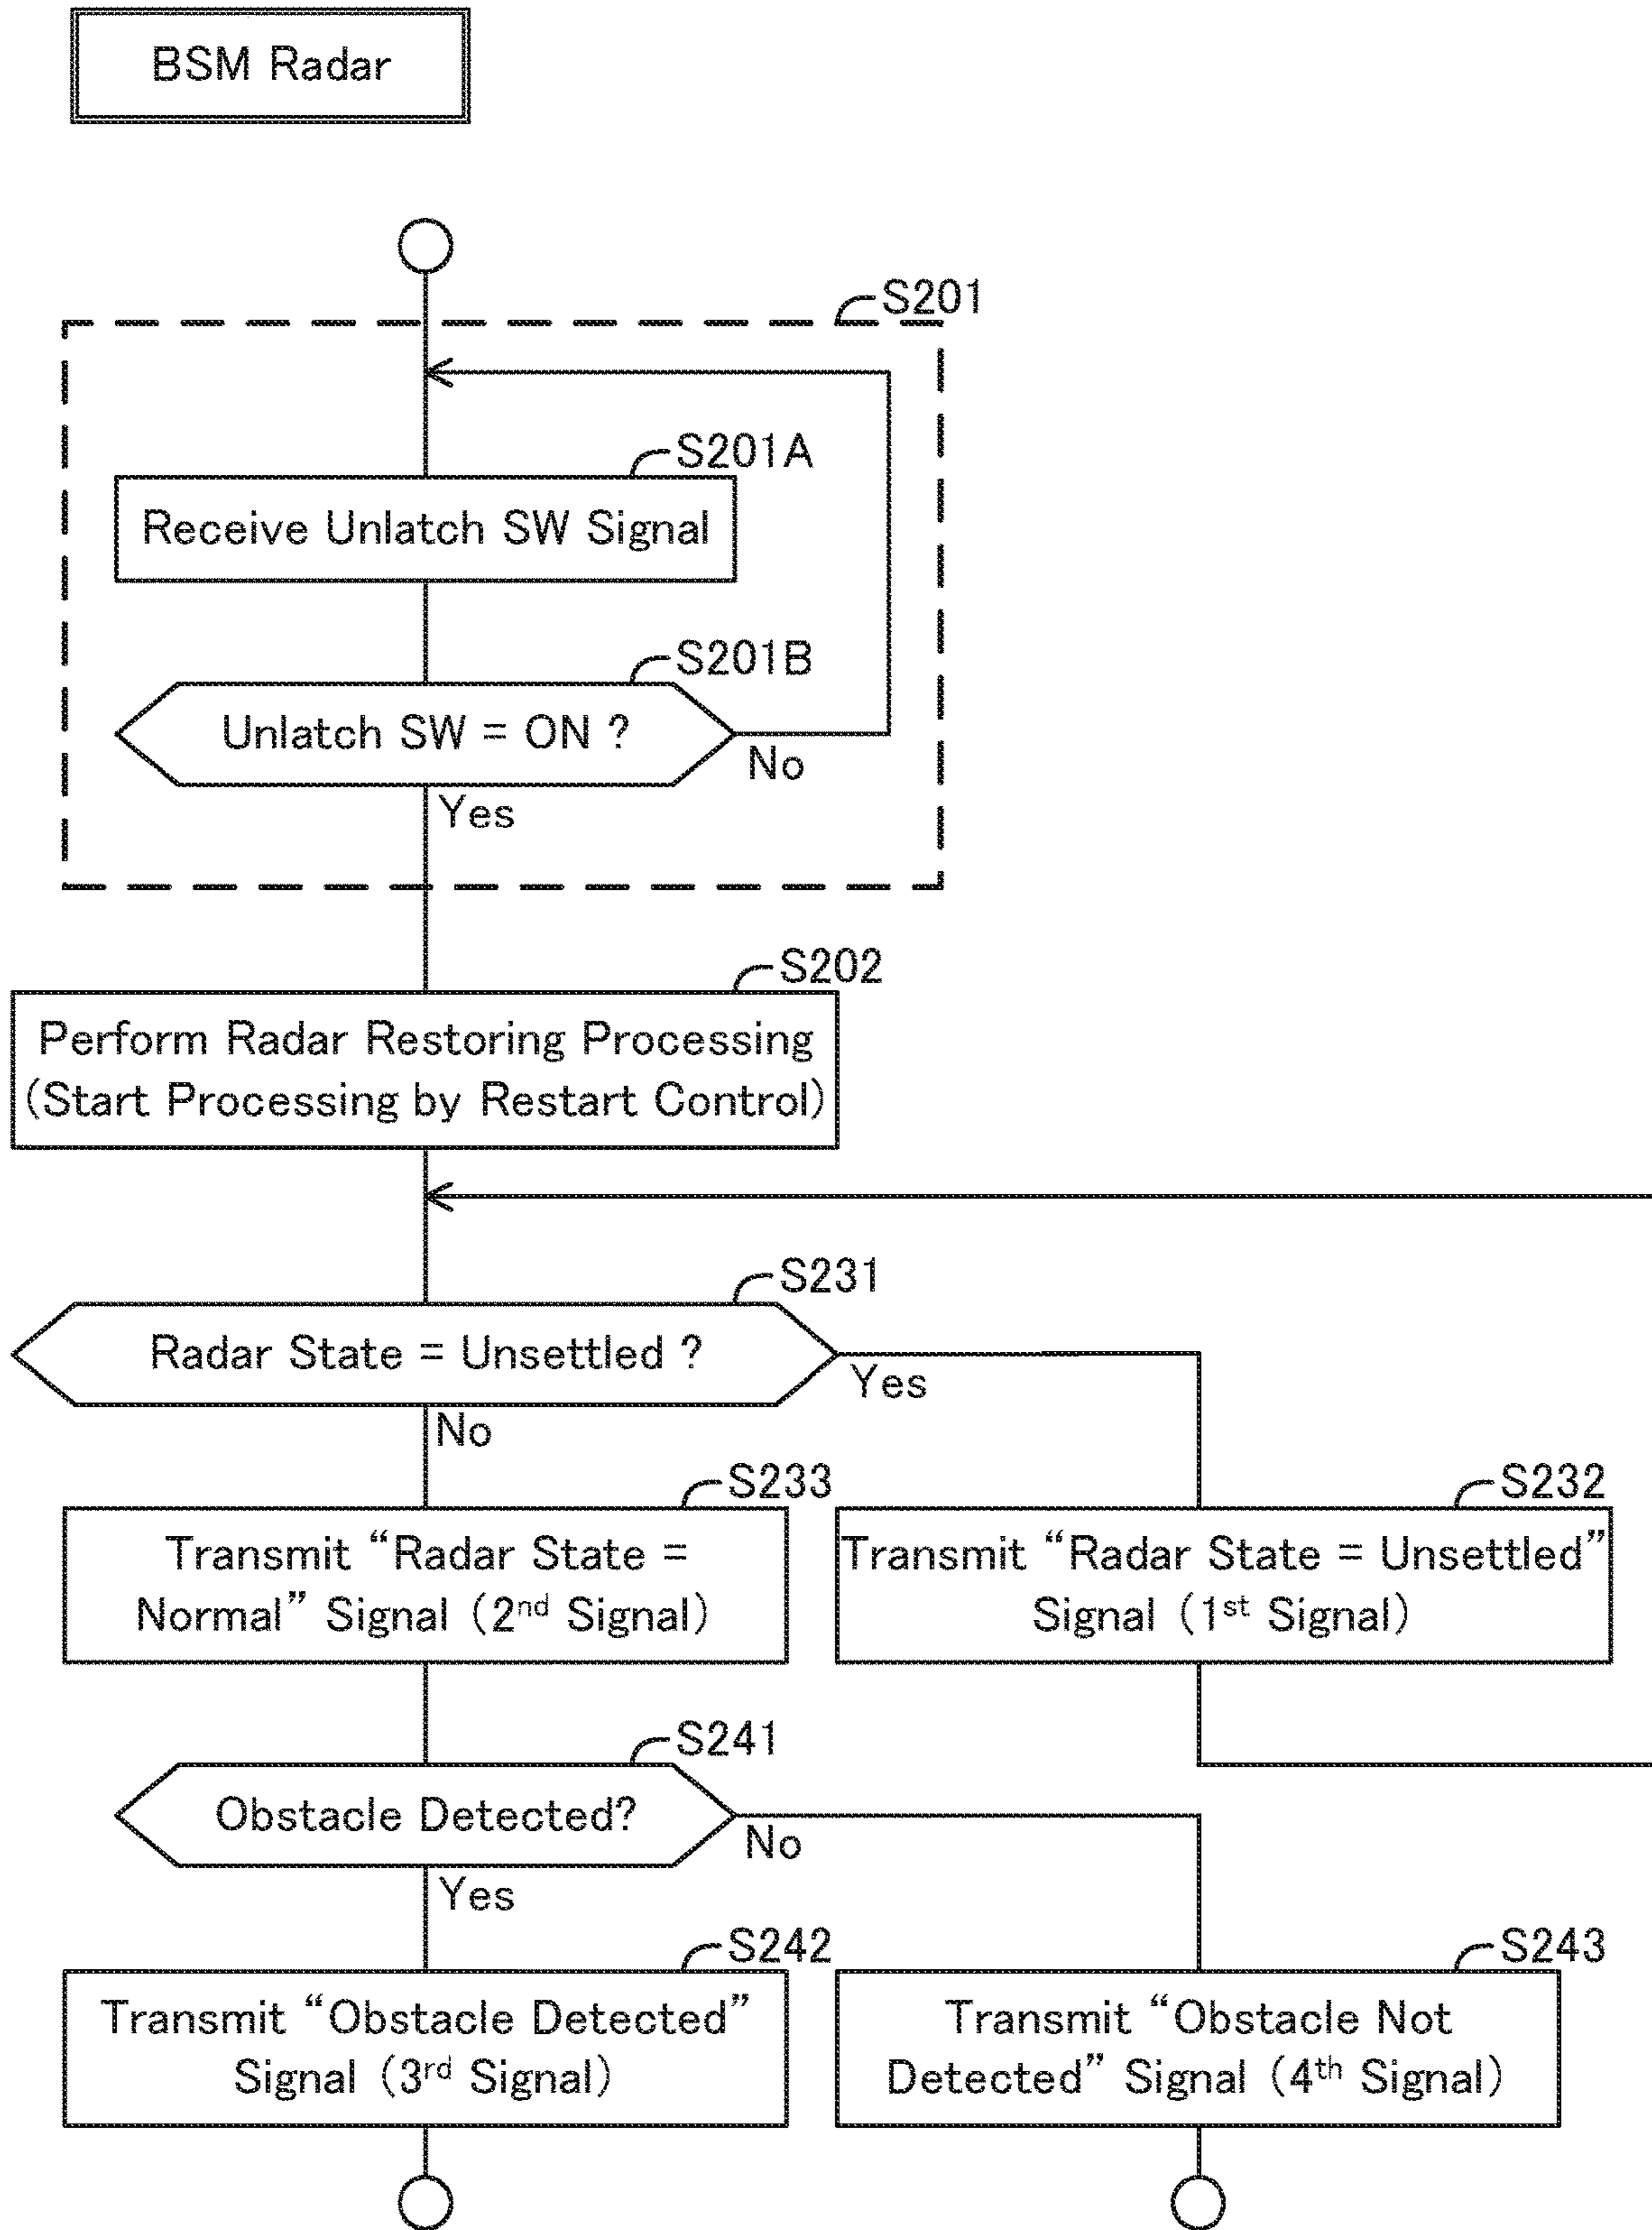 BSM Radar
S201
S201A
Receive Unlatch SW Signal
S201B
Unlatch SW = ON ?
No
Yes
S202
Perform Radar Restoring Processing
(Start Processing by Restart Control)
S231
Radar State = Unsettled ?
Yes
No
S233
Transmit “Radar State =
Normal” Signal (2nd Signal)
S232
Transmit “Radar State = Unsettled”
Signal (1st Signal)
S241
Obstacle Detected?
No
Yes
S242
Transmit “Obstacle Detected”
Signal (3rd Signal)
S243
Transmit “Obstacle Not
Detected” Signal (4th Signal)